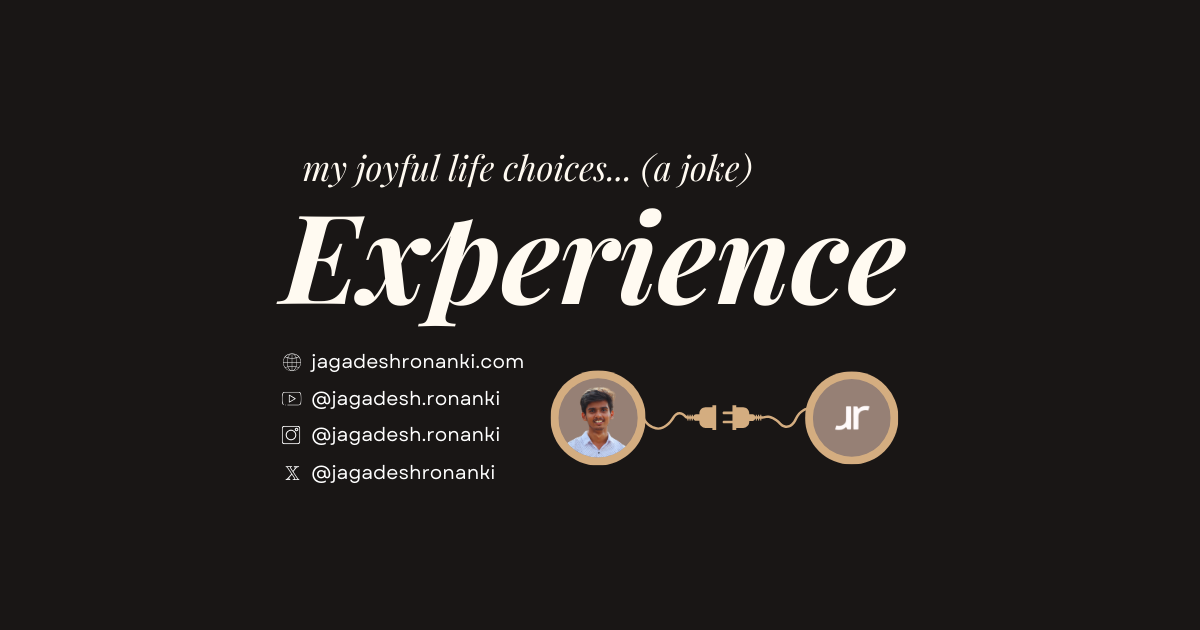 my joyful life choices... (a joke)
Experience
jagadeshronanki.com
@jagadesh.ronanki
@jagadesh.ronanki
@jagadeshronanki
Jr